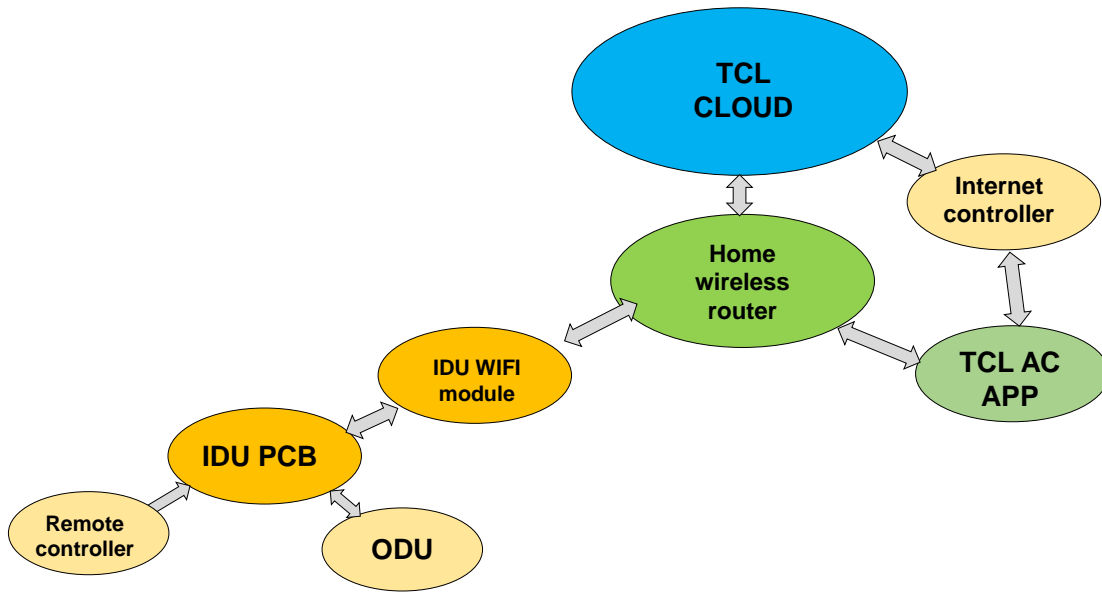 TCL
CLOUD
Internet
controller
Home
wireless
router
IDU WIFI
module
TCL AC
APP
IDU PCB
Remote
controller
ODU